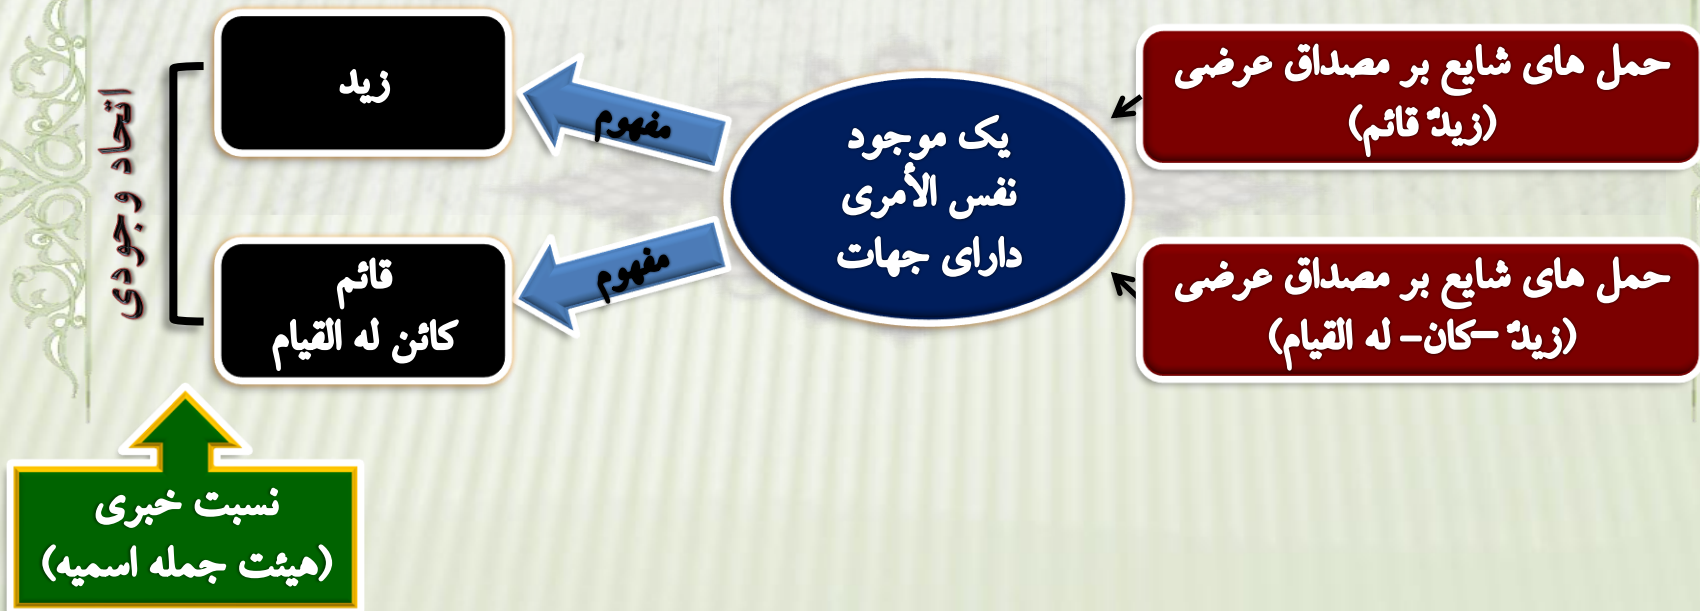 حمل های شایع بر مصداق عرضی
(زیدٌ قائم)
حمل های شایع بر مصداق عرضی
(زیدٌ –کان- له القیام)
یک موجود
نفس الأمری
دارای جهات
مفهوم
مفهوم
زید
قائم
کائن له القیام
اتحاد وجودی
نسبت خبری
(هیئت جمله اسمیه)